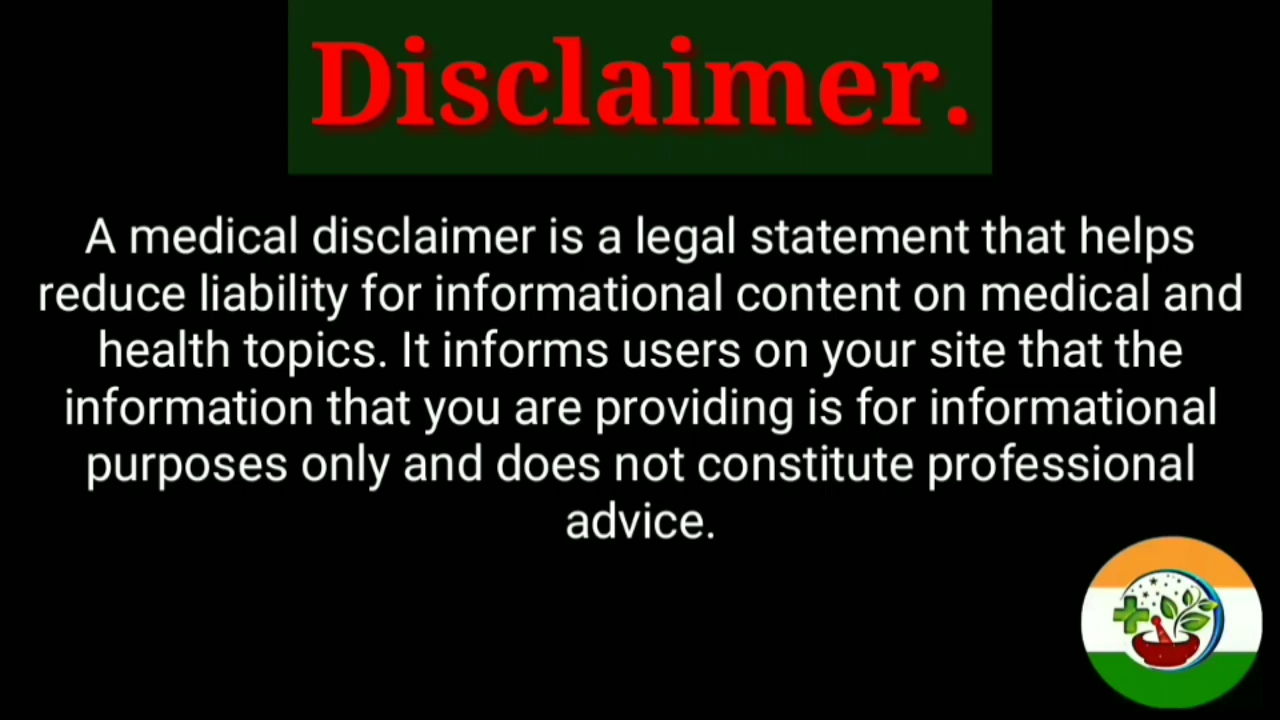 Disclaimer.
A medical disclaimer is a legal statement that helps
reduce liability for informational content on medical and
health topics. It informs users on your site that the
information that you are providing is for informational
purposes only and does not constitute professional
advice.